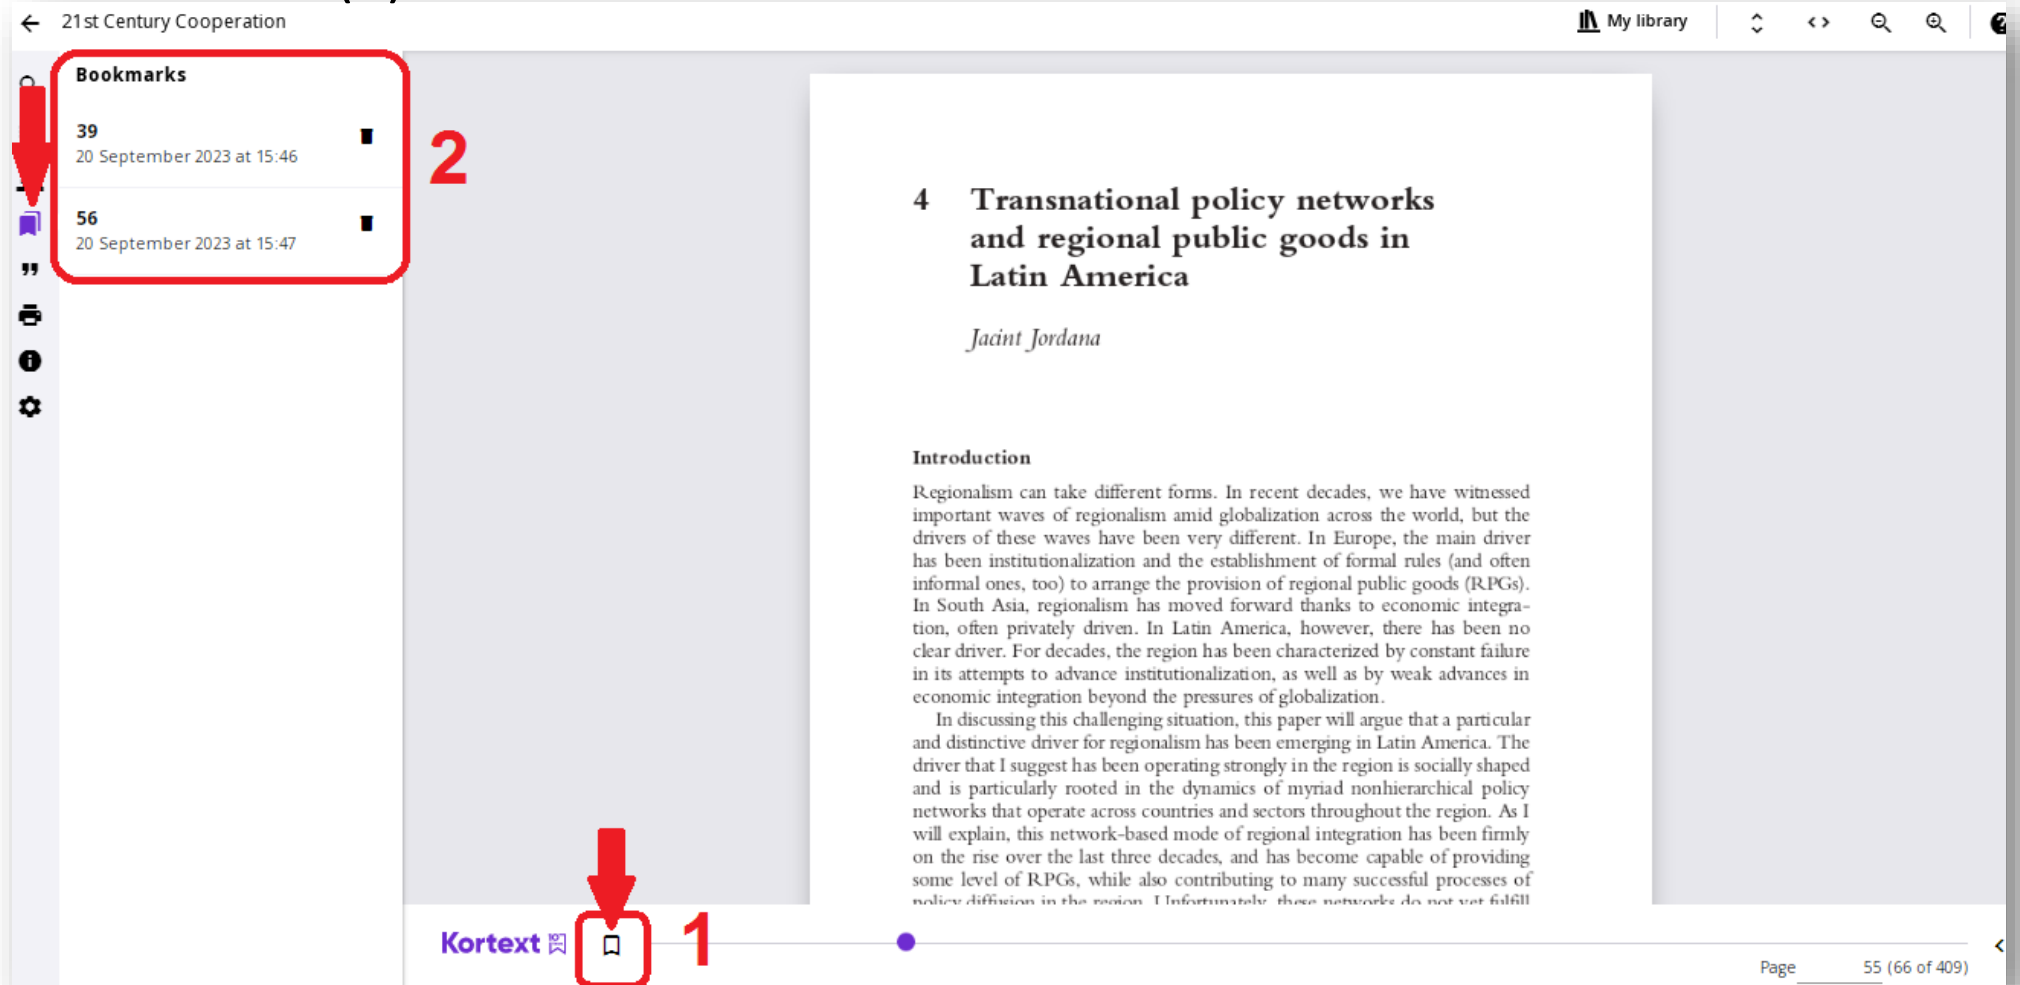 21st Century Cooperation
My library
Bookmarks
39
20 September 2023 at 15:46
56
20 September 2023 at 15:47
2
4 Transnational policy networks
and regional public goods in
Latin America
Jacint Jordana
Introduction
Regionalism can take different forms. In recent decades, we have witnessed
important waves of regionalism amid globalization across the world, but the
drivers of these waves have been very different. In Europe, the main driver
has been institutionalization and the establishment of formal rules (and often
informal ones, too) to arrange the provision of regional public goods (RPGs).
In South Asia, regionalism has moved forward thanks to economic integra-
tion, often privately driven. In Latin America, however, there has been no
clear driver. For decades, the region has been characterized by constant failure
in its attempts to advance institutionalization, as well as by weak advances in
economic integration beyond the pressures of globalization.
In discussing this challenging situation, this paper will argue that a particular
and distinctive driver for regionalism has been emerging in Latin America. The
driver that I suggest has been operating strongly in the region is socially shaped
and is particularly rooted in the dynamics of myriad nonhierarchical policy
networks that operate across countries and sectors throughout the region. As I
will explain, this network-based mode of regional integration has been firmly
on the rise over the last three decades, and has become capable of providing
some level of RPGs, while also contributing to many successful processes of
policy diffusion in the region. Unfortunately, these networks do not yet fulfill
Kortext
1
Page 55 (66 of 409)